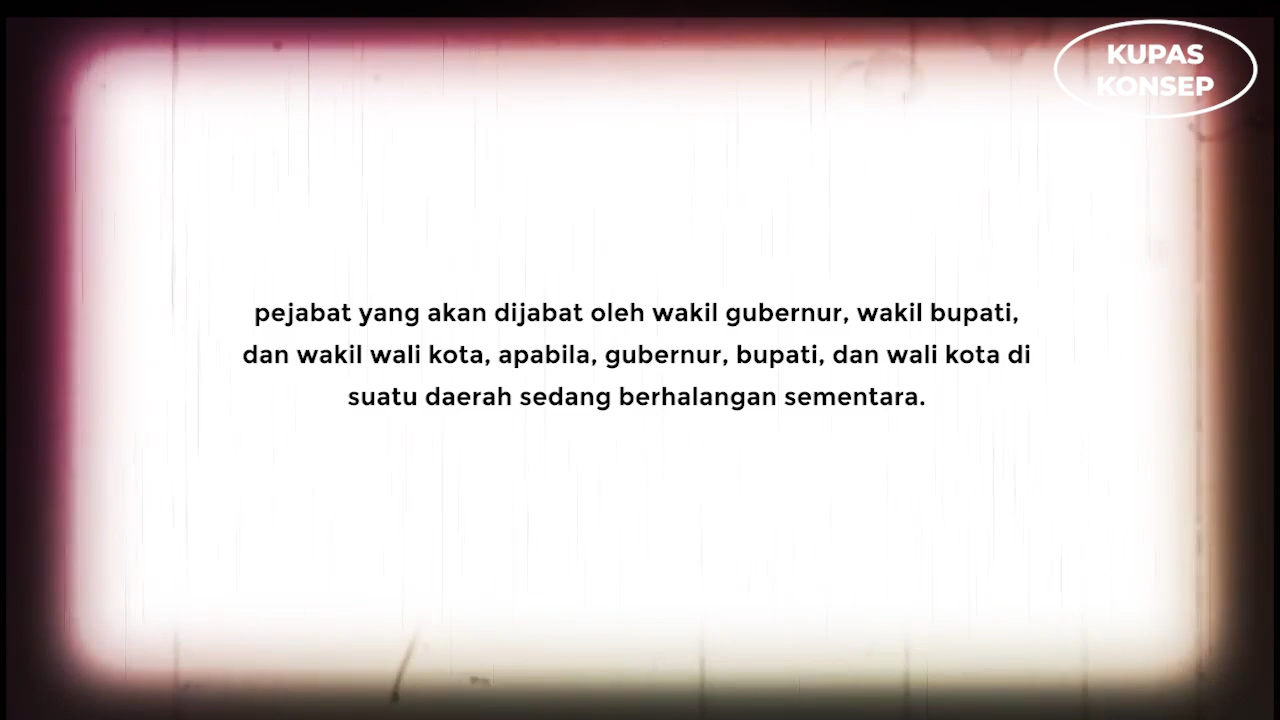 KUPAS
KONSEP
pejabat yang akan dijabat oleh wakil gubernur, wakil bupati,
dan wakil wali kota, apabila, gubernur, bupati, dan wali kota di
suatu daerah sedang berhalangan sementara.